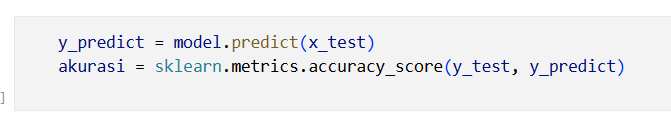 y_predict = model.predict(x_test)
akurasi = sklearn.metrics.accuracy_score(y_test, y_predict)
]